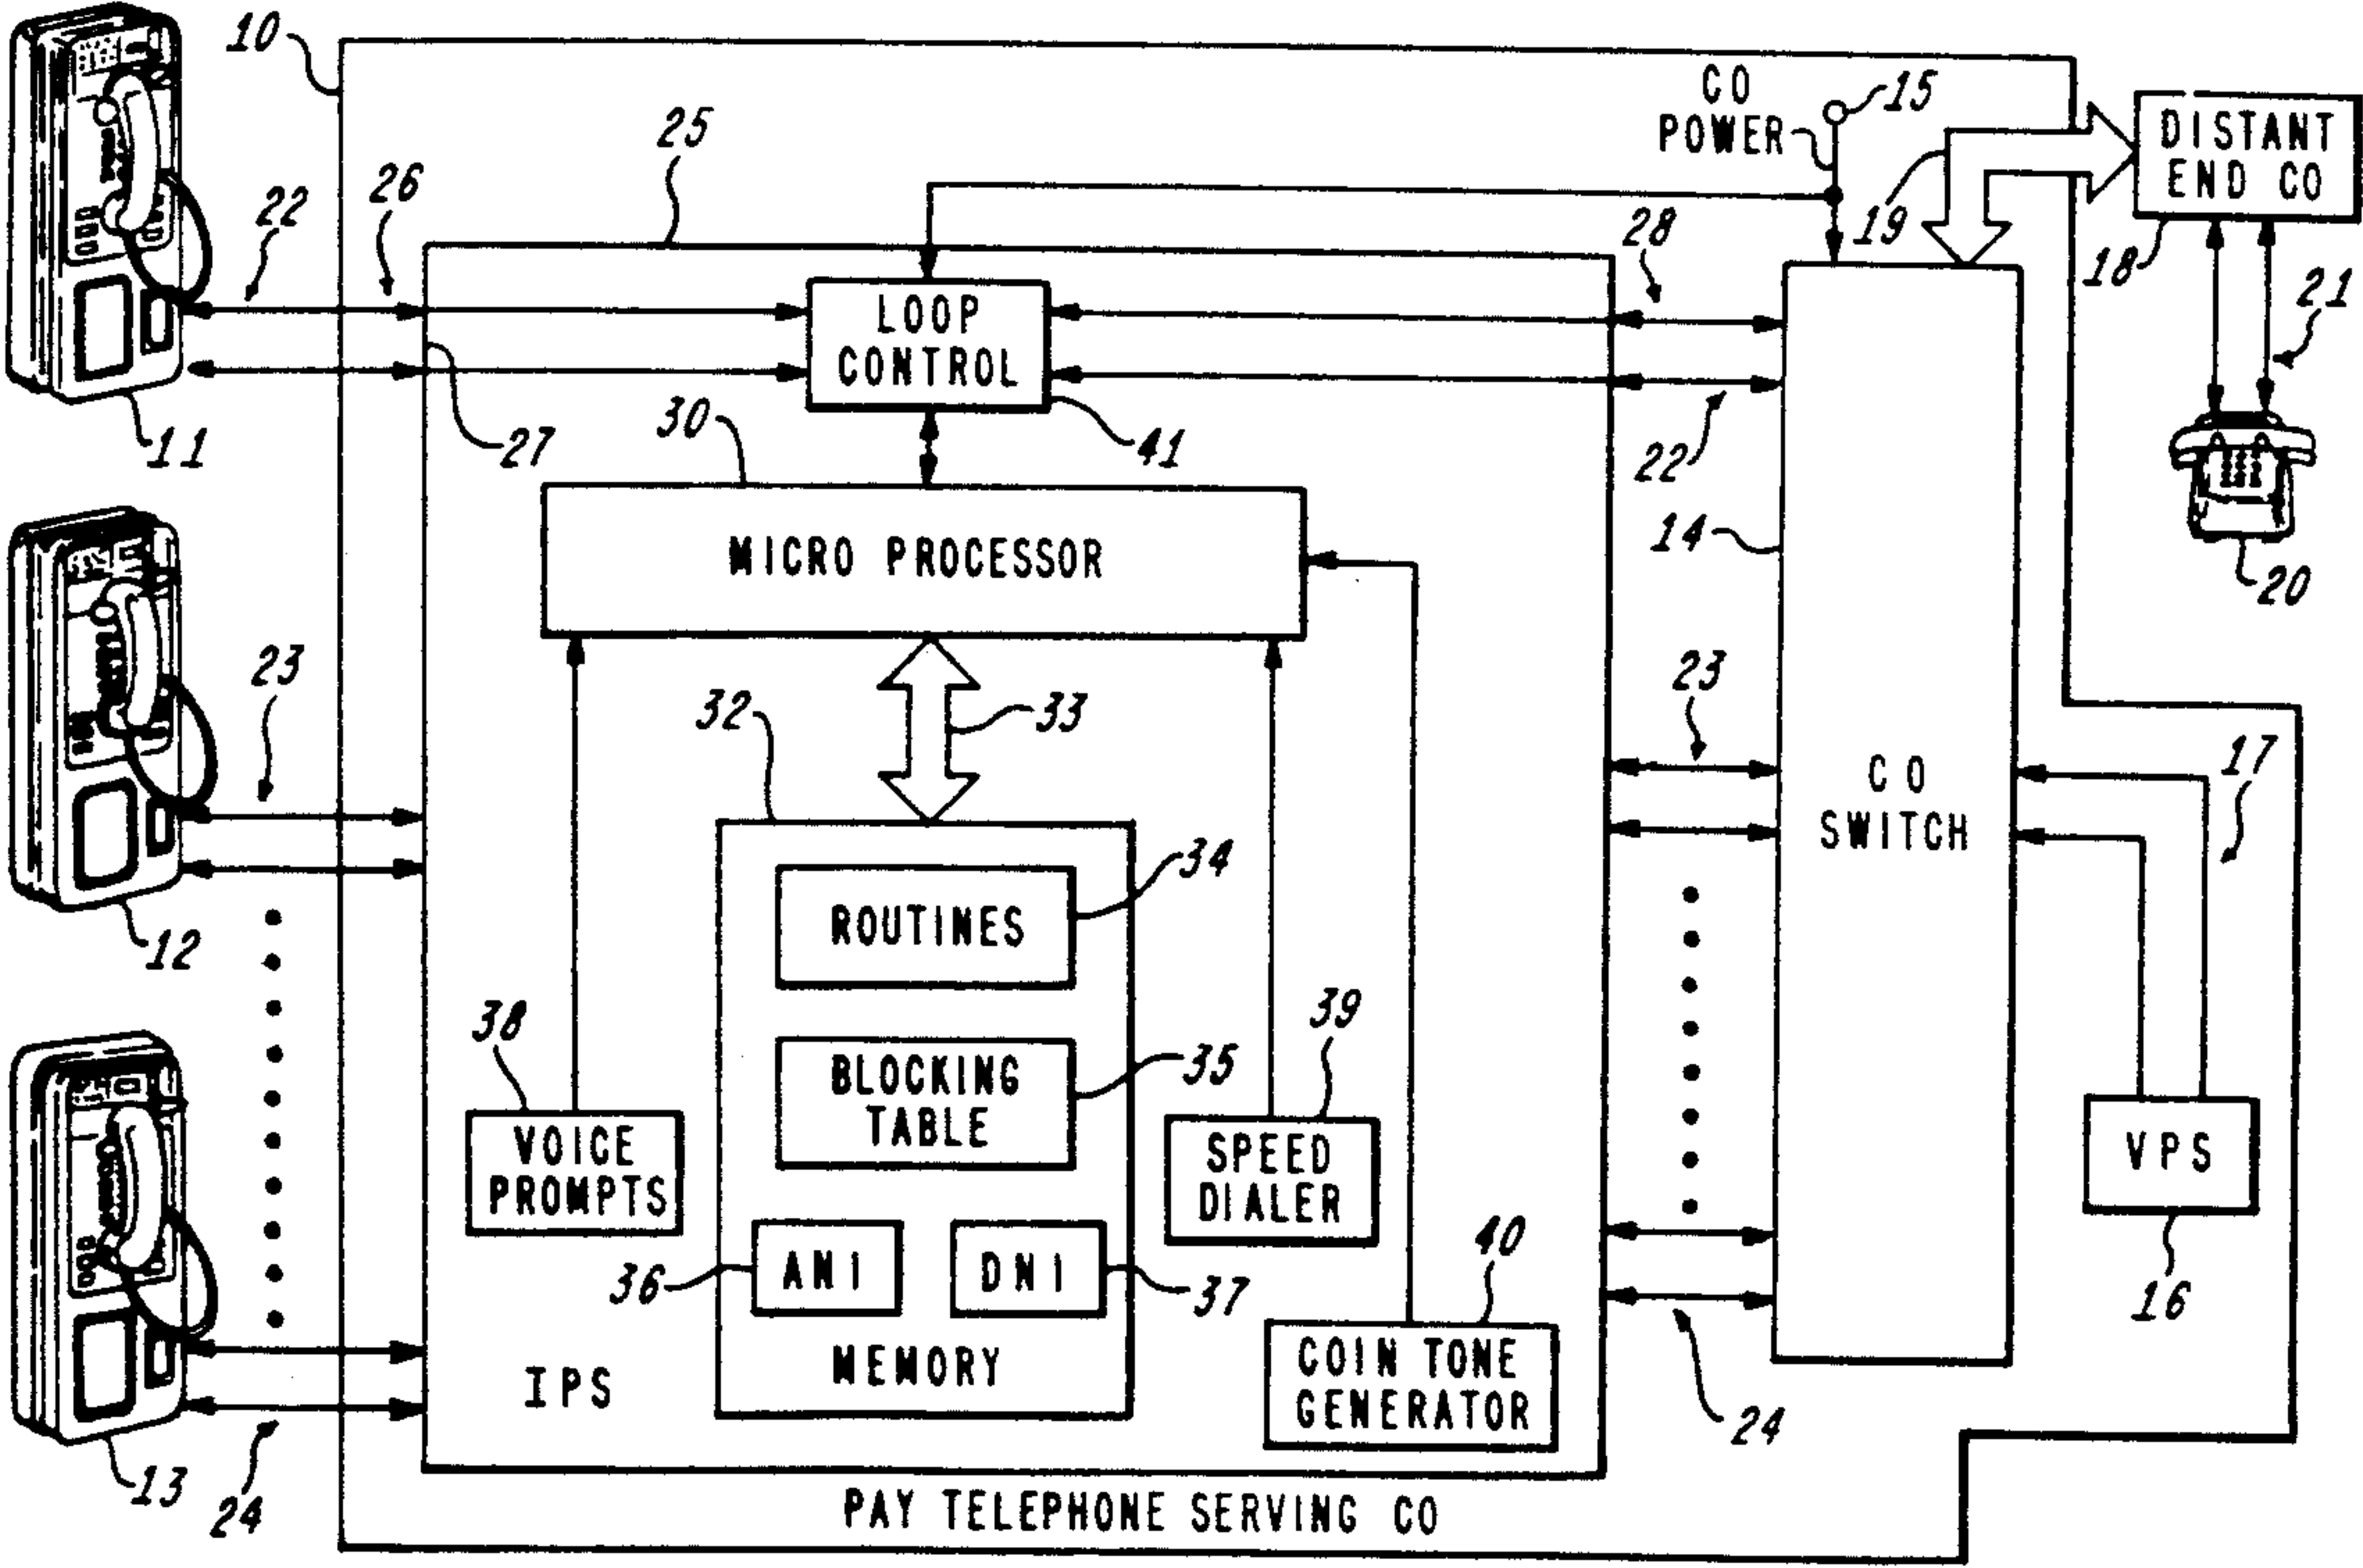 10
CO
POWER
15
DISTANT
END CO
25
26
22
19
28
18
21
LOOP
CONTROL
11
27
30
41
22
14
20
MICRO PROCESSOR
23
32
33
23
17
CO
SWITCH
34
ROUTINES
12
38
39
35
BLOCKING
TABLE
VOICE
PROMPTS
SPEED
DIALER
VPS
40
36
ANI
DNI
37
16
MEMORY
IPS
COIN TONE
GENERATOR
24
13
24
PAY TELEPHONE SERVING CO